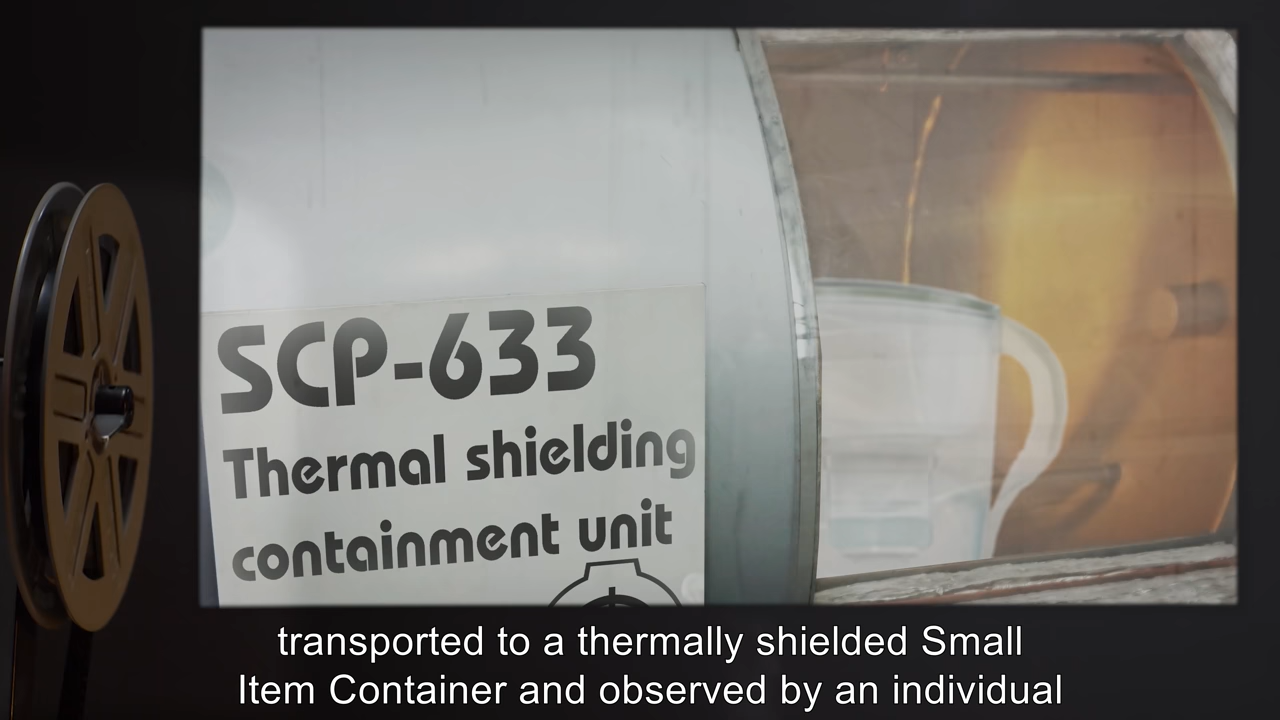 SCP-633
Thermal shielding
containment unit
transported to a thermally shielded Small
Item Container and observed by an individual